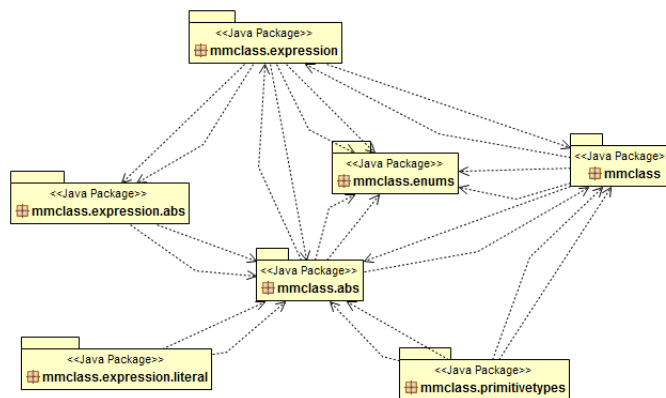 <<Java Package>>
mmclass.expression
<<Java Package>>
mmclass.enums
<<Java Package>>
mmclass
<<Java Package>>
mmclass.expression.abs
<<Java Package>>
mmclass.abs
<<Java Package>>
mmclass.expression.literal
<<Java Package>>
mmclass.primitivetypes